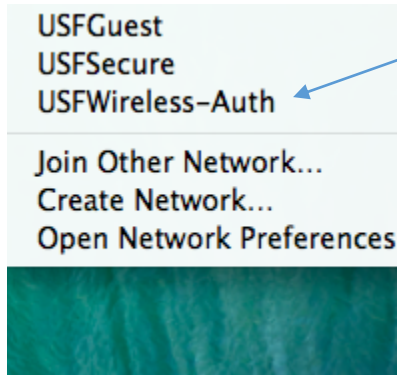 USFGuest
USFSecure
USFWireless-Auth
Join Other Network...
Create Network...
Open Network Preferences